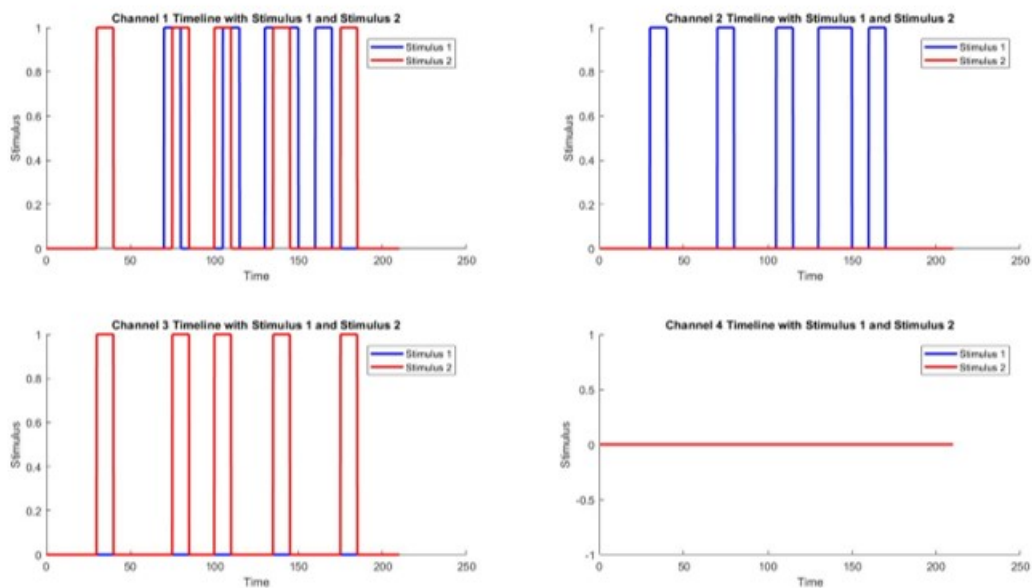 Channel 1 Timeline with Stimulus 1 and Stimulus 2
1
0.8
0.6
0.4
0.2
0
Stimulus
Stimulus 1
Stimulus 2
0 50 100 150 200 250
Time
Channel 2 Timeline with Stimulus 1 and Stimulus 2
1
0.8
0.6
0.4
0.2
0
Stimulus
Stimulus 1
Stimulus 2
0 50 100 150 200 250
Time
Channel 3 Timeline with Stimulus 1 and Stimulus 2
1
0.8
0.6
0.4
0.2
0
Stimulus
Stimulus 1
Stimulus 2
0 50 100 150 200 250
Time
Channel 4 Timeline with Stimulus 1 and Stimulus 2
1
0.5
0
-0.5
-1
Stimulus
Stimulus 1
Stimulus 2
0 50 100 150 200 250
Time